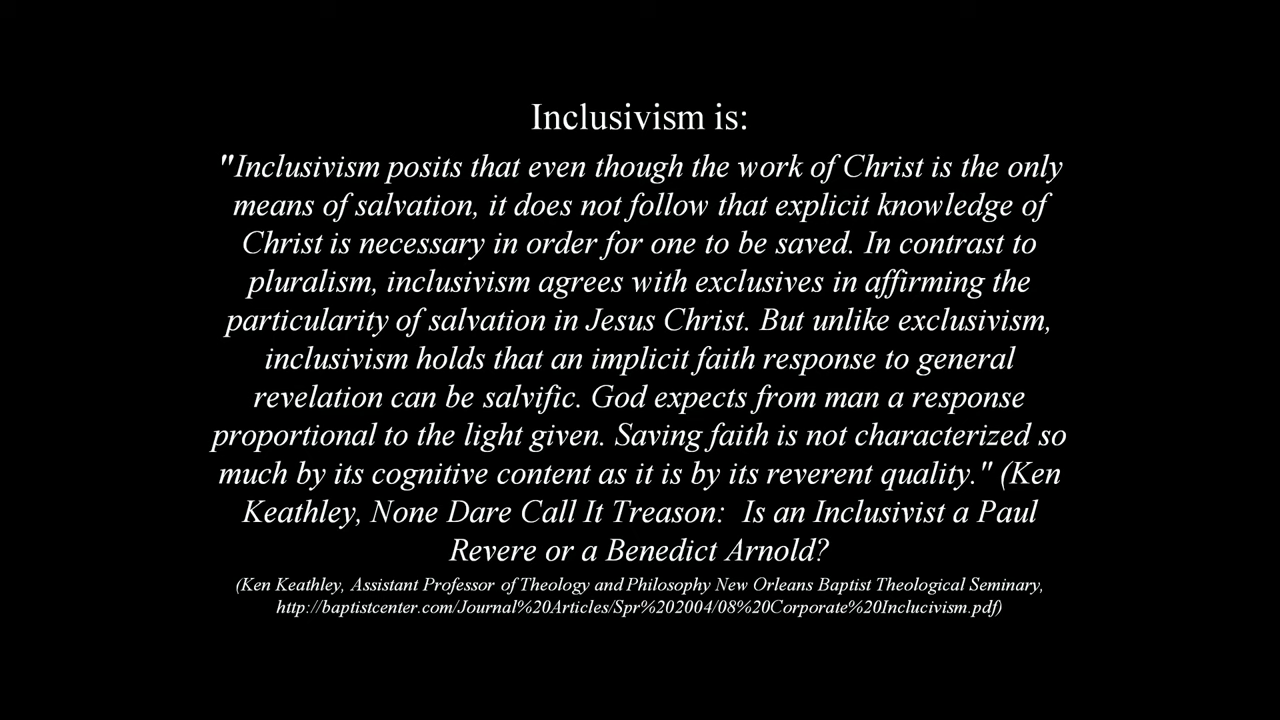 Inclusivism is:
"Inclusivism posits that even though the work of Christ is the only
means of salvation, it does not follow that explicit knowledge of
Christ is necessary in order for one to be saved. In contrast to
pluralism, inclusivism agrees with exclusives in affirming the
particularity of salvation in Jesus Christ. But unlike exclusivism,
inclusivism holds that an implicit faith response to general
revelation can be salvific. God expects from man a response
proportional to the light given. Saving faith is not characterized so
much by its cognitive content as it is by its reverent quality." (Ken
Keathley, None Dare Call It Treason:  Is an Inclusivist a Paul
Revere or a Benedict Arnold?
(Ken Keathley, Assistant Professor of Theology and Philosophy New Orleans Baptist Theological Seminary,
http://baptistcenter.com/Journal%20Articles/Spr%202004/08%20Corporate%20Inclucivism.pdf)